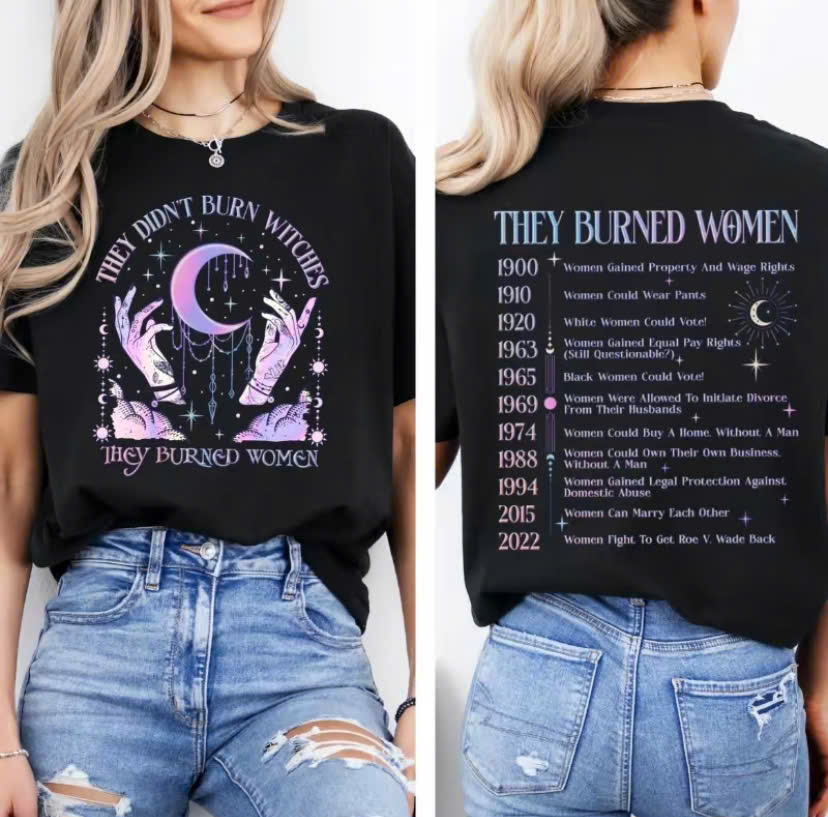 THEY DIDN'T BURN WITCHES
THEY BURNED WOMEN
THEY BURNED WOMEN
1900 Women Gained Property And Wage Rights
1910 Women Could Wear Pants
1920 White Women Could Vote!
1963 Women Gained Equal Pay Rights
(Still Questionable?)
1965 Black Women Could Vote!
1969 Women Were Allowed To Initiate Divorce
From Their Husbands
1974 Women Could Buy A Home, Without A Man
1988 Women Could Own Their Own Business,
Without A Man
1994 Women Gained Legal Protection Against
Domestic Abuse
2015 Women Can Marry Each Other
2022 Women Fight To Get Roe V. Wade Back